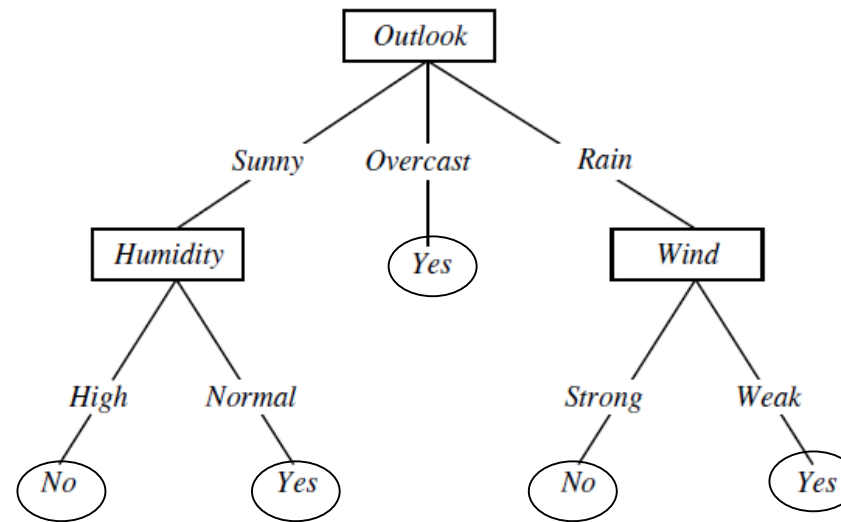 Outlook
Sunny Overcast Rain
Humidity Yes Wind
High Normal Strong Weak
No Yes No Yes